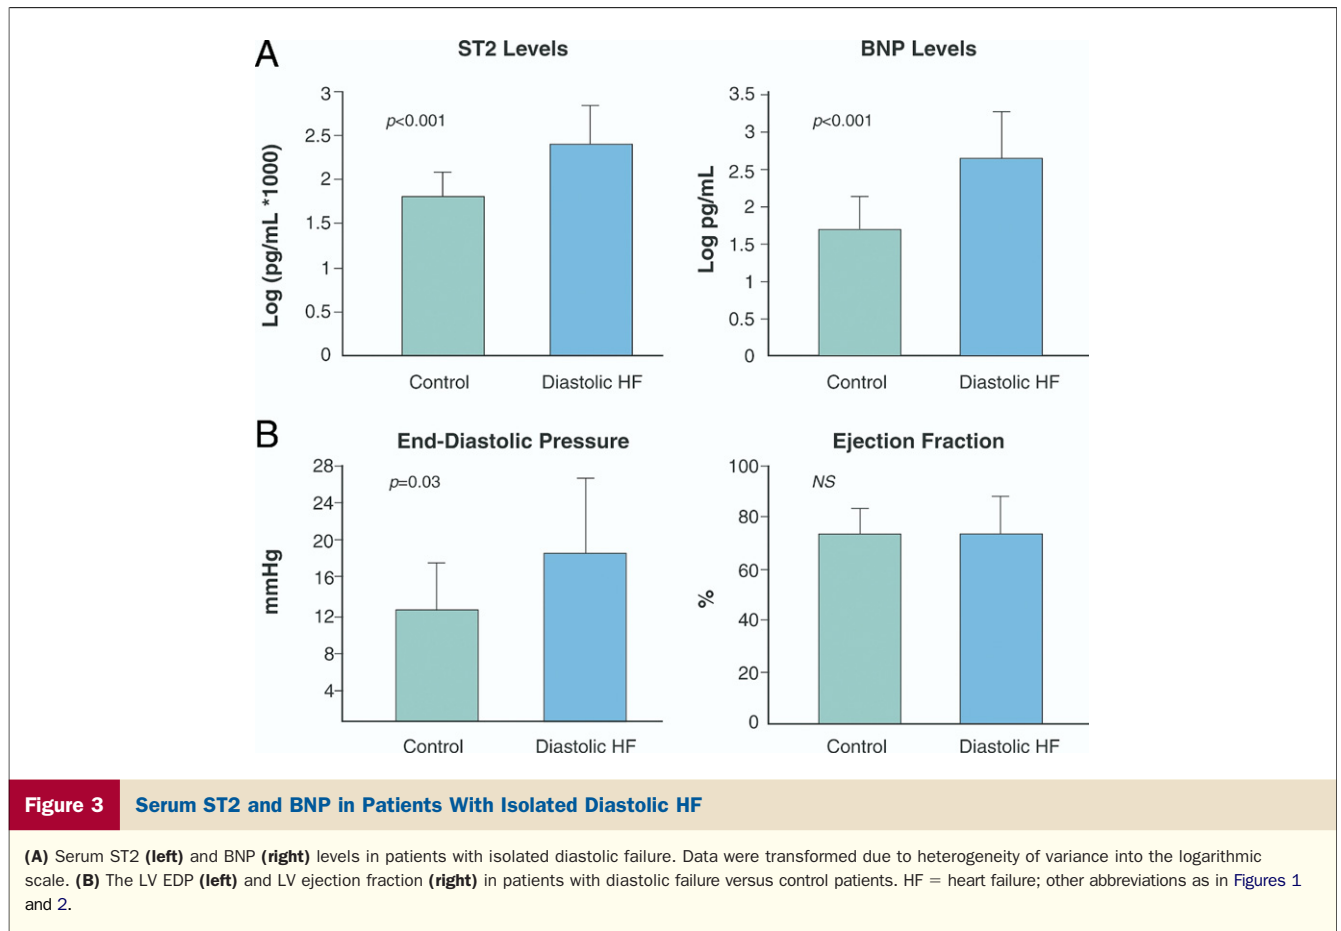 A
ST2 Levels
Log (pg/mL *1000)
3
2.5
2
1.5
1
0.5
0
p<0.001
Control
Diastolic HF
BNP Levels
Log pg/mL
3.5
3
2.5
2
1.5
1
0.5
0
p<0.001
Control
Diastolic HF
B
End-Diastolic Pressure
mmHg
28
24
20
16
12
8
4
p=0.03
Control
Diastolic HF
Ejection Fraction
%
100
80
60
40
20
0
NS
Control
Diastolic HF
Figure 3 Serum ST2 and BNP in Patients With Isolated Diastolic HF
(A) Serum ST2 (left) and BNP (right) levels in patients with isolated diastolic failure. Data were transformed due to heterogeneity of variance into the logarithmic
scale. (B) The LV EDP (left) and LV ejection fraction (right) in patients with diastolic failure versus control patients. HF = heart failure; other abbreviations as in Figures 1
and 2.